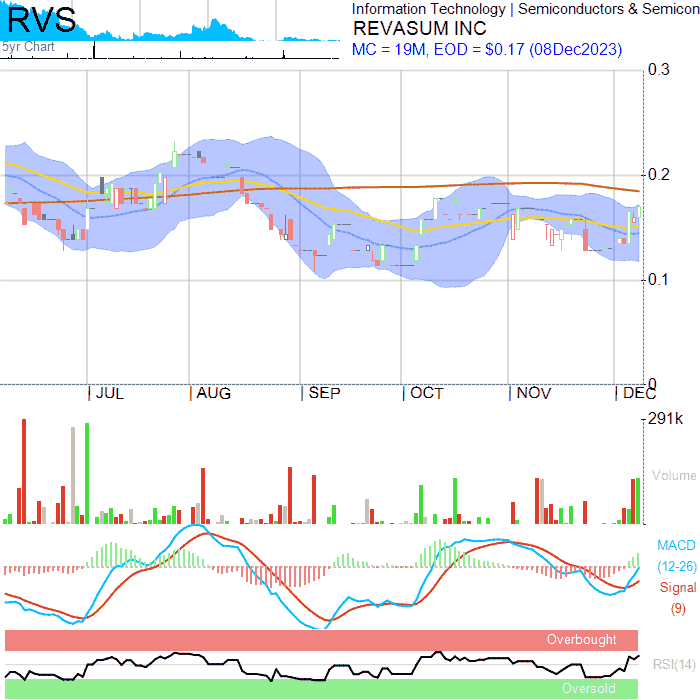 RVS
5yr Chart
Information Technology | Semiconductors & Semicon
REVASUM INC
MC = 19M, EOD = $0.17 (08Dec2023)
0.3
0.2
0.1
0
JUL AUG SEP OCT NOV DEC
291k
Volume
MACD
(12-26)
Signal
(9)
Overbought
RSI(14)
Oversold